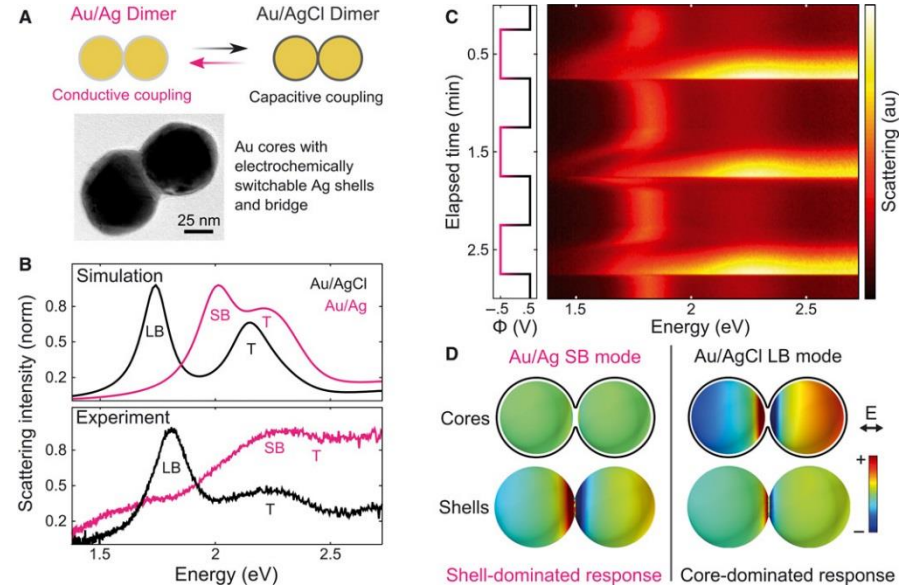 A
Au/Ag Dimer
Au/AgCl Dimer
Conductive coupling
Capacitive coupling
Au cores with
electrochemically
switchable Ag shells
and bridge
25 nm
B
Simulation
Au/AgCl
Au/Ag
LB
SB
T
T
0.8
0.5
0.2
Experiment
LB
SB
T
T
0.8
0.5
0.2
Scattering intensity (norm)
1.5
2
2.5
Energy (eV)
C
Elapsed time (min)
0.5
1.5
2.5
−.5
.5
Φ (V)
1.5
2
2.5
Energy (eV)
Scattering (au)
D
Au/Ag SB mode
Au/AgCl LB mode
Cores
E
+
−
Shells
Shell-dominated response
Core-dominated response